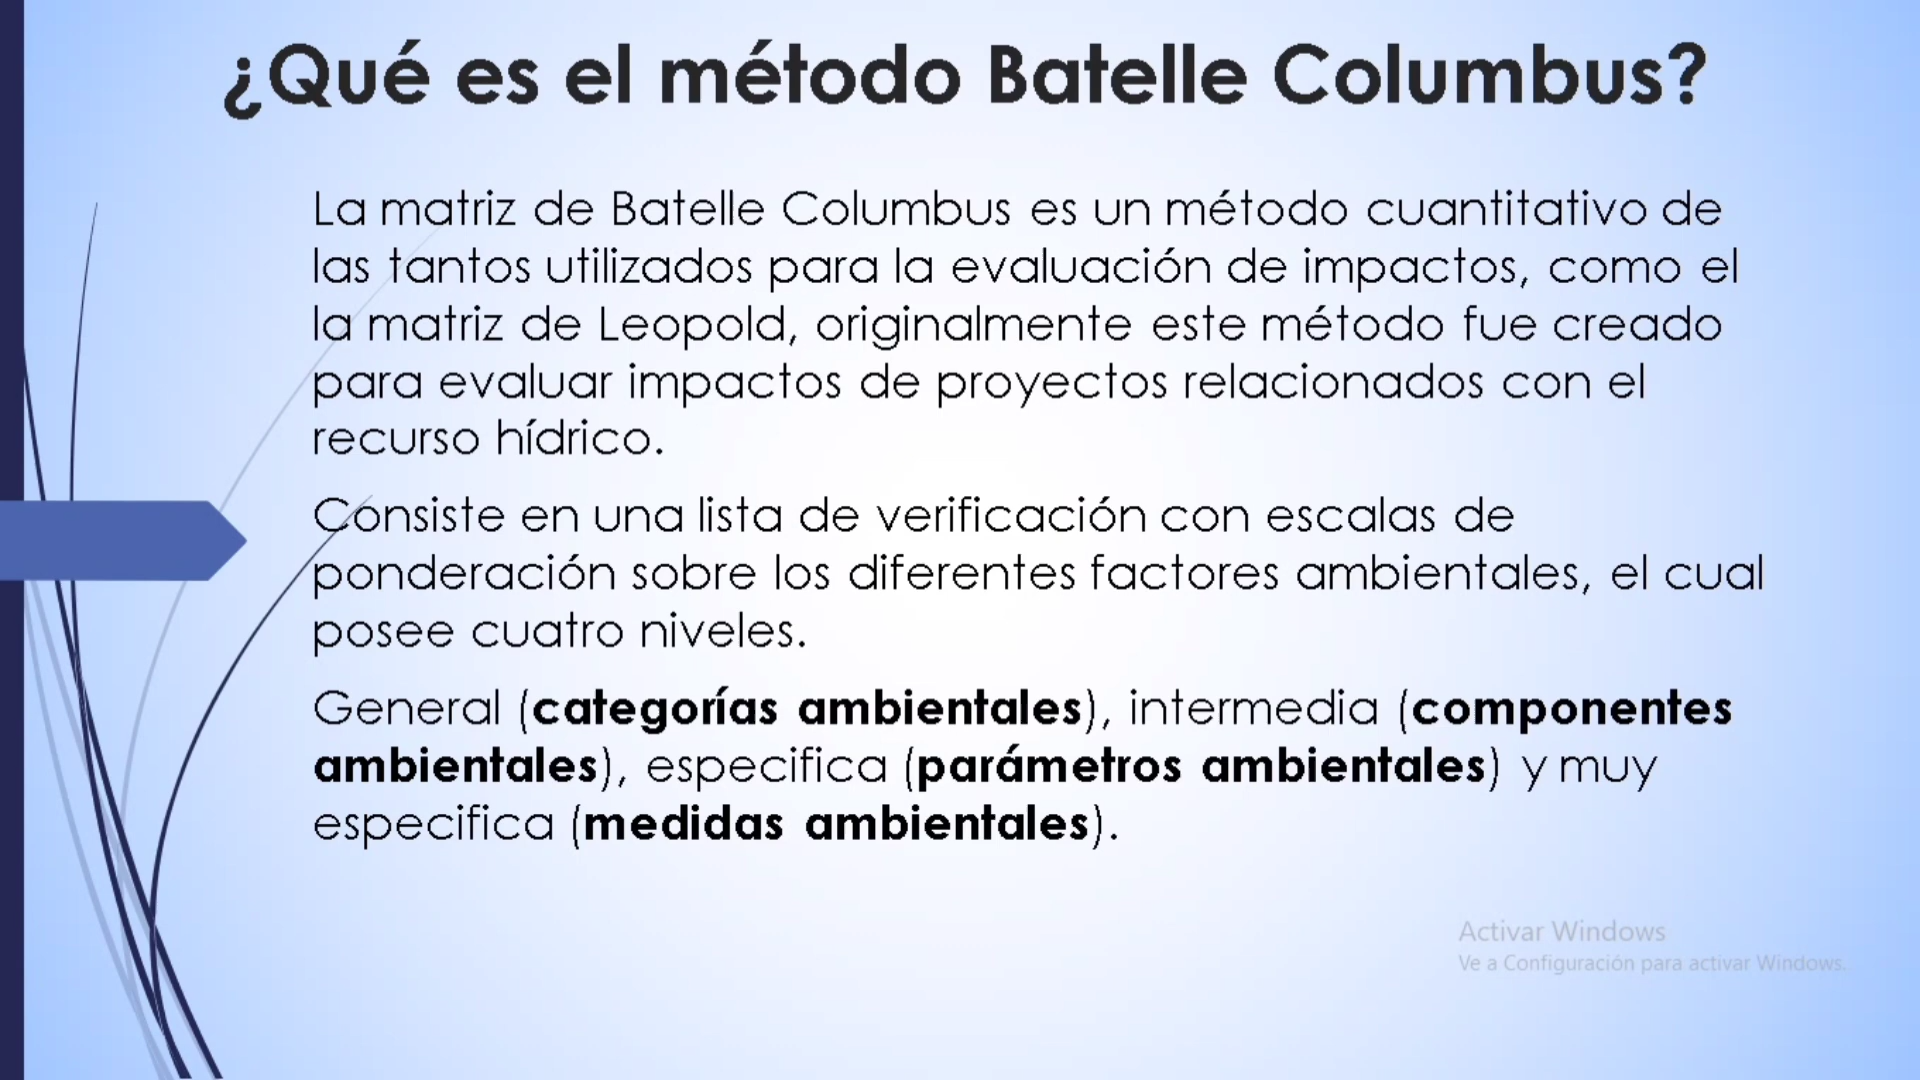 ¿Qué es el método Batelle Columbus?
La matriz de Batelle Columbus es un método cuantitativo de
las tantos utilizados para la evaluación de impactos, como el
la matriz de Leopold, originalmente este método fue creado
para evaluar impactos de proyectos relacionados con el
recurso hídrico.
Consiste en una lista de verificación con escalas de
ponderación sobre los diferentes factores ambientales, el cual
posee cuatro niveles.
General (categorías ambientales), intermedia (componentes
ambientales), especifica (parámetros ambientales) y muy
especifica (medidas ambientales).
Activar Windows
Ve a Configuración para activar Windows.